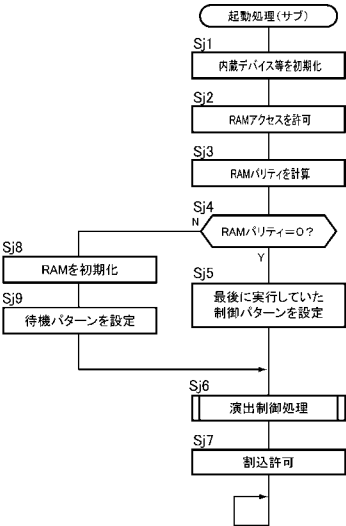 起動処理(サブ)
Sj1
内蔵デバイス等を初期化
Sj2
RAMアクセスを許可
Sj3
RAMパリティを計算
Sj4
RAMパリティ=0?
N
Y
Sj8
RAMを初期化
Sj9
待機パターンを設定
Sj5
最後に実行していた
制御パターンを設定
Sj6
演出制御処理
Sj7
割込許可